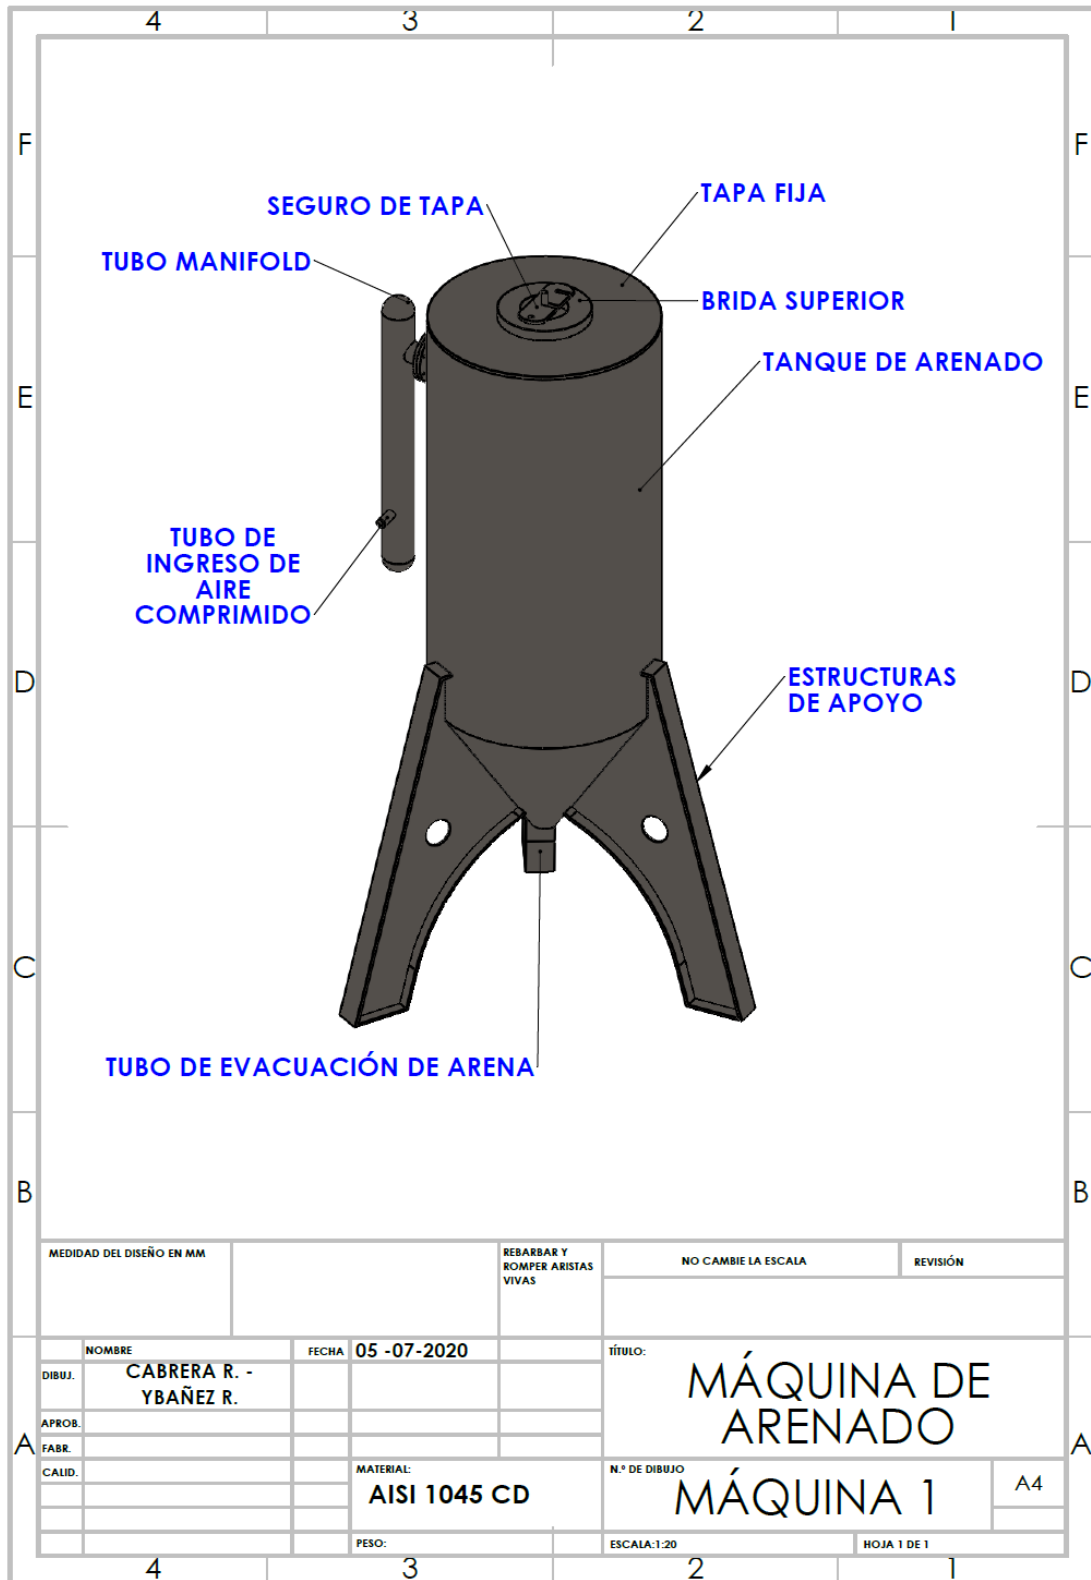 4 3 2 1
F F
SEGURO DE TAPA
TAPA FIJA
TUBO MANIFOLD
BRIDA SUPERIOR
TANQUE DE ARENADO
E E
TUBO DE
INGRESO DE
AIRE
COMPRIMIDO
D D
ESTRUCTURAS
DE APOYO
C C
TUBO DE EVACUACIÓN DE ARENA
B B
MEDIDAD DEL DISEÑO EN MM
REBARBAR Y
ROMPER ARISTAS
VIVAS
NO CAMBIE LA ESCALA
REVISIÓN
NOMBRE
FECHA
05 -07-2020
TÍTULO:
MÁQUINA DE
ARENADO
DIBUJ.
CABRERA R. -
YBAÑEZ R.
APROB.
A A
FABR.
CALID.
MATERIAL:
AISI 1045 CD
N.º DE DIBUJO
MÁQUINA 1
A4
PESO:
ESCALA:1:20
HOJA 1 DE 1
4 3 2 1